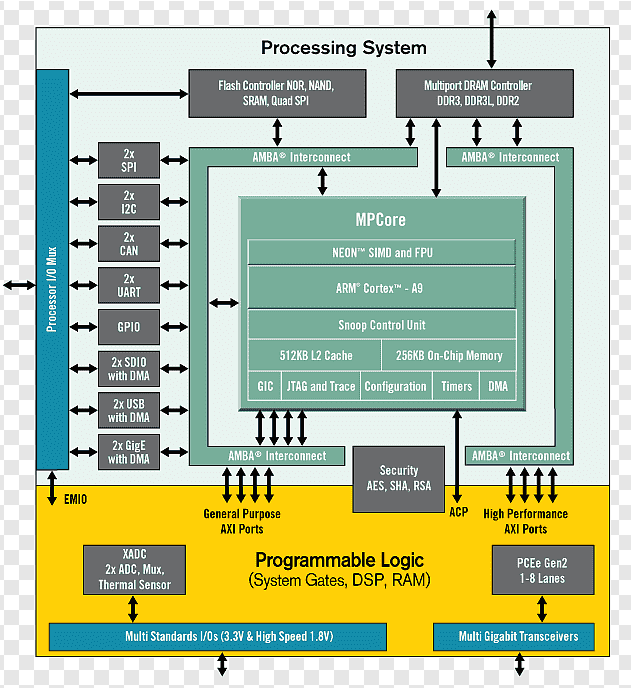 Processing System
Flash Controller NOR, NAND,
SRAM, Quad SPI
Multiport DRAM Controller
DDR3, DDR3L, DDR2
AMBA® Interconnect
AMBA® Interconnect
Processor I/O Mux
2x
SPI
2x
I2C
2x
CAN
2x
UART
GPIO
2x SDIO
with DMA
2x USB
with DMA
2x GigE
with DMA
MPCore
NEON™ SIMD and FPU
ARM® Cortex™ - A9
Snoop Control Unit
512KB L2 Cache
256KB On-Chip Memory
GIC
JTAG and Trace
Configuration
Timers
DMA
AMBA® Interconnect
AMBA® Interconnect
Security
AES, SHA, RSA
EMIO
General Purpose
AXI Ports
ACP
High Performance
AXI Ports
XADC
2x ADC, Mux,
Thermal Sensor
Programmable Logic
(System Gates, DSP, RAM)
PCEe Gen2
1-8 Lanes
Multi Standards I/Os (3.3V & High Speed 1.8V)
Multi Gigabit Transceivers